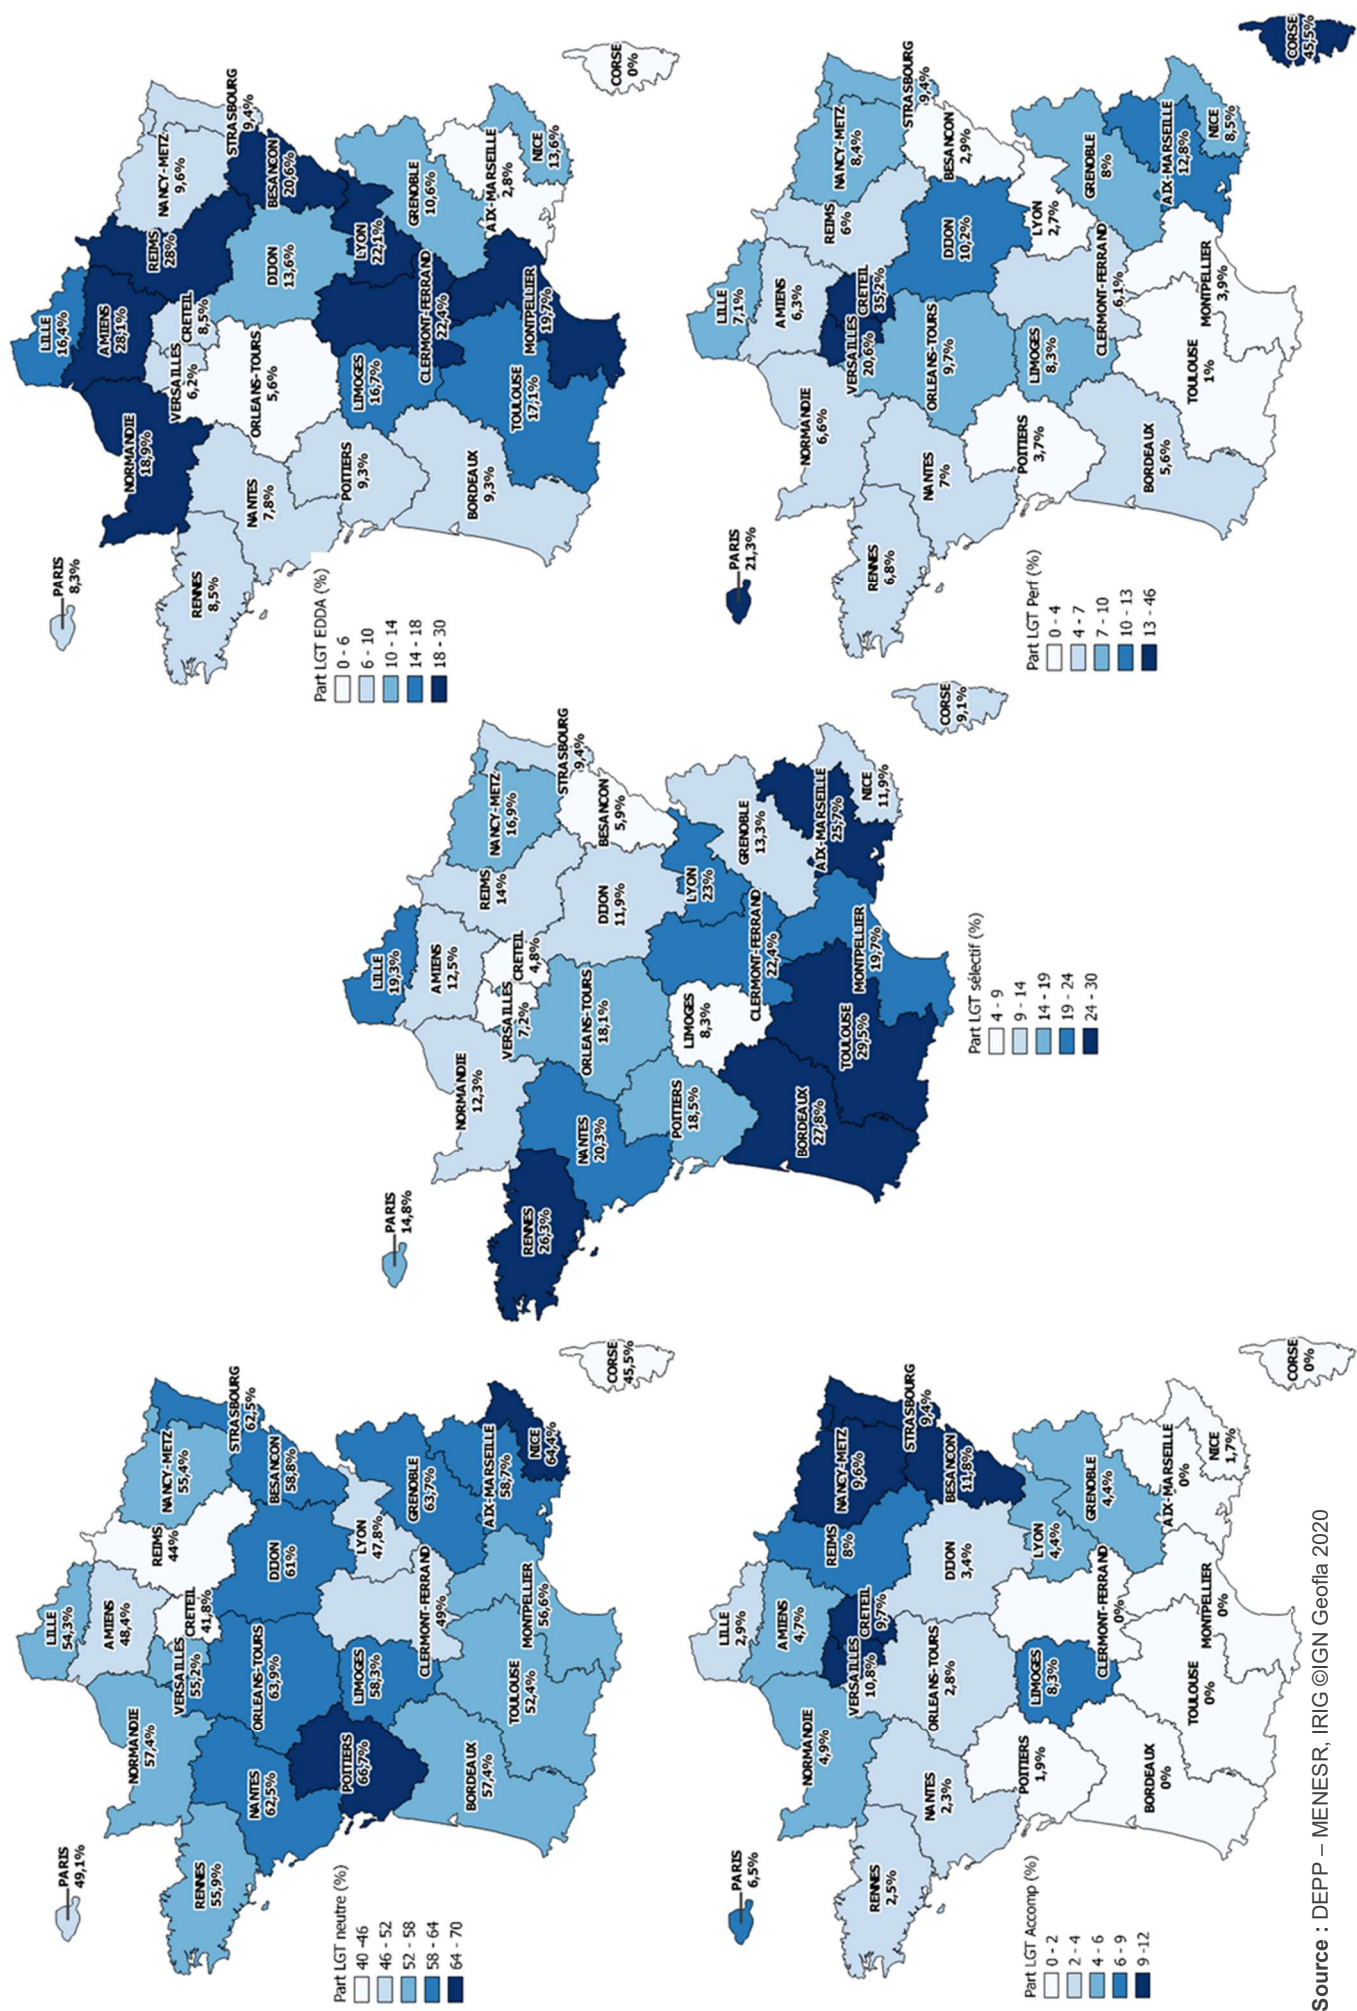 PARIS
49,1%
LILLE
54,3%
AMIENS
48,4%
NORMANDIE
57,4%
REIMS
44%
NANCY-METZ
55,4%
STRASBOURG
62,5%
VERSAILLES
55,2%
CRETEIL
41,8%
RENNES
55,9%
NANTES
62,5%
ORLEANS-TOURS
63,9%
DIJON
61%
BESANCON
58,8%
POITIERS
66,7%
LIMOGES
58,3%
CLERMONT-FERRAND
49%
LYON
47,8%
GRENOBLE
63,7%
BORDEAUX
57,4%
TOULOUSE
52,4%
MONTPELLIER
56,6%
AIX-MARSEILLE
58,7%
NICE
64,4%
CORSE
45,5%
Part LGT neutre (%)
40 -46
46 - 52
52 - 58
58 - 64
64 - 70
PARIS
8,3%
LILLE
16,4%
AMIENS
28,1%
NORMANDIE
18,9%
REIMS
28%
NANCY-METZ
9,6%
STRASBOURG
9,4%
VERSAILLES
6,2%
CRETEIL
8,5%
RENNES
8,5%
NANTES
7,8%
ORLEANS-TOURS
5,6%
DIJON
13,6%
BESANCON
20,6%
POITIERS
9,3%
LIMOGES
16,7%
CLERMONT-FERRAND
22,4%
LYON
22,1%
GRENOBLE
10,6%
BORDEAUX
9,3%
TOULOUSE
17,1%
MONTPELLIER
19,7%
AIX-MARSEILLE
2,8%
NICE
13,6%
CORSE
0%
Part LGT EDDA (%)
0 - 6
6 - 10
10 - 14
14 - 18
18 - 30
PARIS
14,8%
LILLE
19,3%
AMIENS
12,5%
NORMANDIE
12,3%
REIMS
14%
NANCY-METZ
16,9%
STRASBOURG
9,4%
VERSAILLES
7,2%
CRETEIL
4,8%
RENNES
26,3%
NANTES
20,3%
ORLEANS-TOURS
18,1%
DIJON
11,9%
BESANCON
5,9%
POITIERS
18,5%
LIMOGES
8,3%
CLERMONT-FERRAND
22,4%
LYON
23%
GRENOBLE
13,3%
BORDEAUX
27,8%
TOULOUSE
29,5%
MONTPELLIER
19,7%
AIX-MARSEILLE
25,7%
NICE
11,9%
CORSE
9,1%
Part LGT sélectif (%)
4 - 9
9 - 14
14 - 19
19 - 24
24 - 30
PARIS
6,5%
LILLE
2,9%
AMIENS
4,7%
NORMANDIE
4,9%
REIMS
8%
NANCY-METZ
9,6%
STRASBOURG
9,4%
VERSAILLES
10,8%
CRETEIL
9,7%
RENNES
2,5%
NANTES
2,3%
ORLEANS-TOURS
2,8%
DIJON
3,4%
BESANCON
11,8%
POITIERS
1,9%
LIMOGES
8,3%
CLERMONT-FERRAND
0%
LYON
4,4%
GRENOBLE
4,4%
BORDEAUX
0%
TOULOUSE
0%
MONTPELLIER
0%
AIX-MARSEILLE
0%
NICE
1,7%
CORSE
0%
Part LGT Accomp (%)
0 - 2
2 - 4
4 - 6
6 - 9
9 -12
PARIS
21,3%
LILLE
7,1%
AMIENS
6,3%
NORMANDIE
6,6%
REIMS
6%
NANCY-METZ
8,4%
STRASBOURG
9,4%
VERSAILLES
20,6%
CRETEIL
35,2%
RENNES
6,8%
NANTES
7%
ORLEANS-TOURS
9,7%
DIJON
10,2%
BESANCON
2,9%
POITIERS
3,7%
LIMOGES
8,3%
CLERMONT-FERRAND
6,1%
LYON
2,7%
GRENOBLE
8%
BORDEAUX
5,6%
TOULOUSE
1%
MONTPELLIER
3,9%
AIX-MARSEILLE
12,8%
NICE
8,5%
CORSE
45,5%
Part LGT Perf (%)
0 - 4
4 - 7
7 - 10
10 - 13
13 - 46
Source : DEPP – MENESR, IRIG ©IGN Geofla 2020